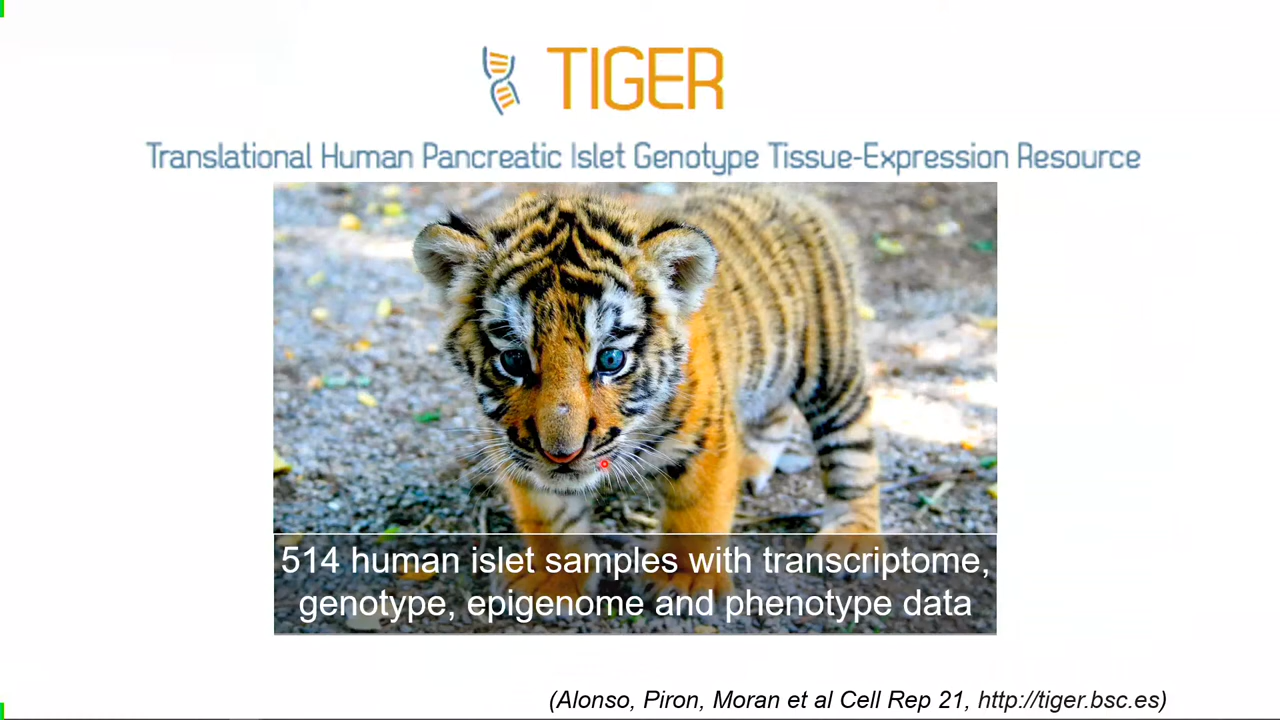 TIGER
Translational Human Pancreatic Islet Genotype Tissue-Expression Resource
514 human islet samples with transcriptome,
genotype, epigenome and phenotype data
(Alonso, Piron, Moran et al Cell Rep 21, http://tiger.bsc.es)